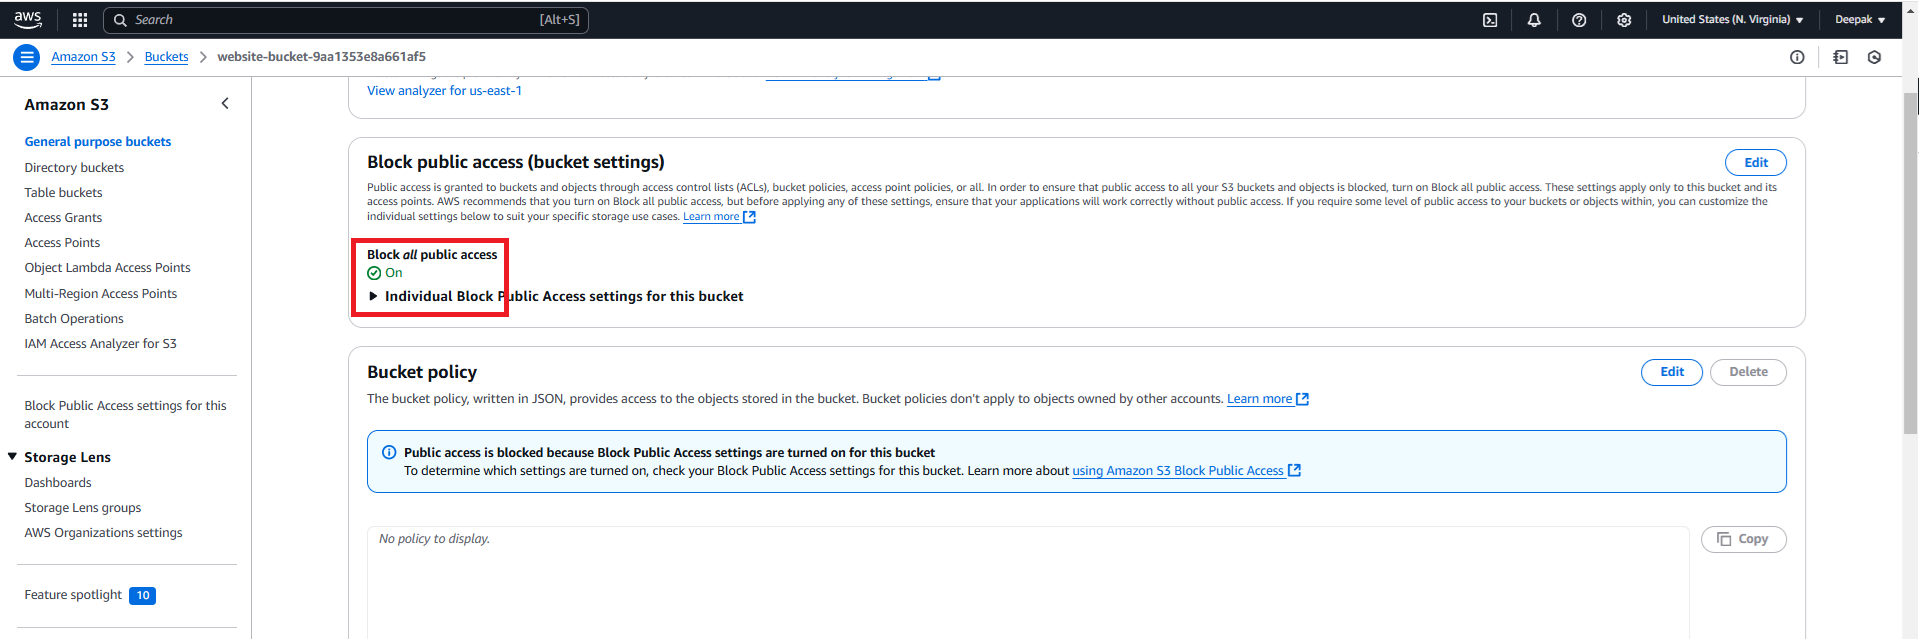 aws
Search
[Alt+S]
United States (N. Virginia)
Deepak
Amazon S3
Buckets
website-bucket-9aa1353e8a661af5
Amazon S3
General purpose buckets
Directory buckets
Table buckets
Access Grants
Access Points
Object Lambda Access Points
Multi-Region Access Points
Batch Operations
IAM Access Analyzer for S3
Block Public Access settings for this
account
Storage Lens
Dashboards
Storage Lens groups
AWS Organizations settings
Feature spotlight 10
View analyzer for us-east-1
Block public access (bucket settings)
Edit
Public access is granted to buckets and objects through access control lists (ACLs), bucket policies, access point policies, or all. In order to ensure that public access to all your S3 buckets and objects is blocked, turn on Block all public access. These settings apply only to this bucket and its
access points. AWS recommends that you turn on Block all public access, but before applying any of these settings, ensure that your applications will work correctly without public access. If you require some level of public access to your buckets or objects within, you can customize the
individual settings below to suit your specific storage use cases. Learn more
Block all public access
On
Individual Block Public Access settings for this bucket
Bucket policy
Edit
Delete
The bucket policy, written in JSON, provides access to the objects stored in the bucket. Bucket policies don't apply to objects owned by other accounts. Learn more
Public access is blocked because Block Public Access settings are turned on for this bucket
To determine which settings are turned on, check your Block Public Access settings for this bucket. Learn more about using Amazon S3 Block Public Access
No policy to display.
Copy